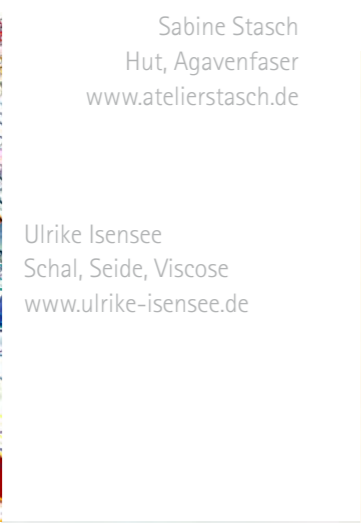 Sabine Stasch
Hut, Agavenfaser
www.atelierstasch.de
Ulrike Isensee
Schal, Seide, Viscose
www.ulrike-isensee.de